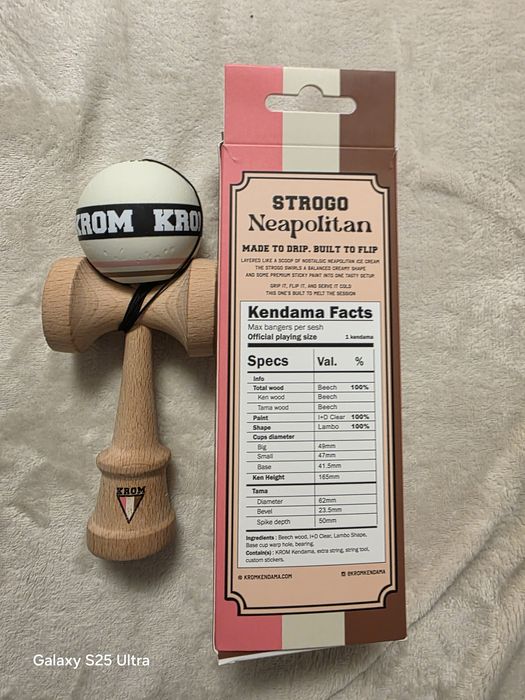 KROM KRO
KROM
STROGO
Neapolitan
MADE TO DRIP. BUILT TO FLIP
LAYERED LIKE A SCOOP OF NOSTALGIC NEAPOLITAN ICE CREAM
THE STROGO SWIRLS A BALANCED CREAMY SHAPE
AND SOME PREMIUM STICKY PAINT INTO ONE TASTY SETUP
GRIP IT, FLIP IT, AND SERVE IT COLD
THIS ONE'S BUILT TO MELT THE SESSION
Kendama Facts
Max bangers per sesh
Official playing size 1 kendama
Specs Val. %
Info
Total wood Beech 100%
Ken wood Beech
Tama wood Beech
Paint I+D Clear 100%
Shape Lambo 100%
Cups diameter
Big 49mm
Small 47mm
Base 41.5mm
Ken Height 165mm
Tama
Diameter 62mm
Bevel 23.5mm
Spike depth 50mm
Ingredients : Beech wood, I+D Clear, Lambo Shape,
Base cup warp hole, bearing.
Contain(s) : KROM Kendama, extra string, string tool,
custom stickers.
© KROMKENDAMA.COM @KROMKENDAMA
Galaxy S25 Ultra